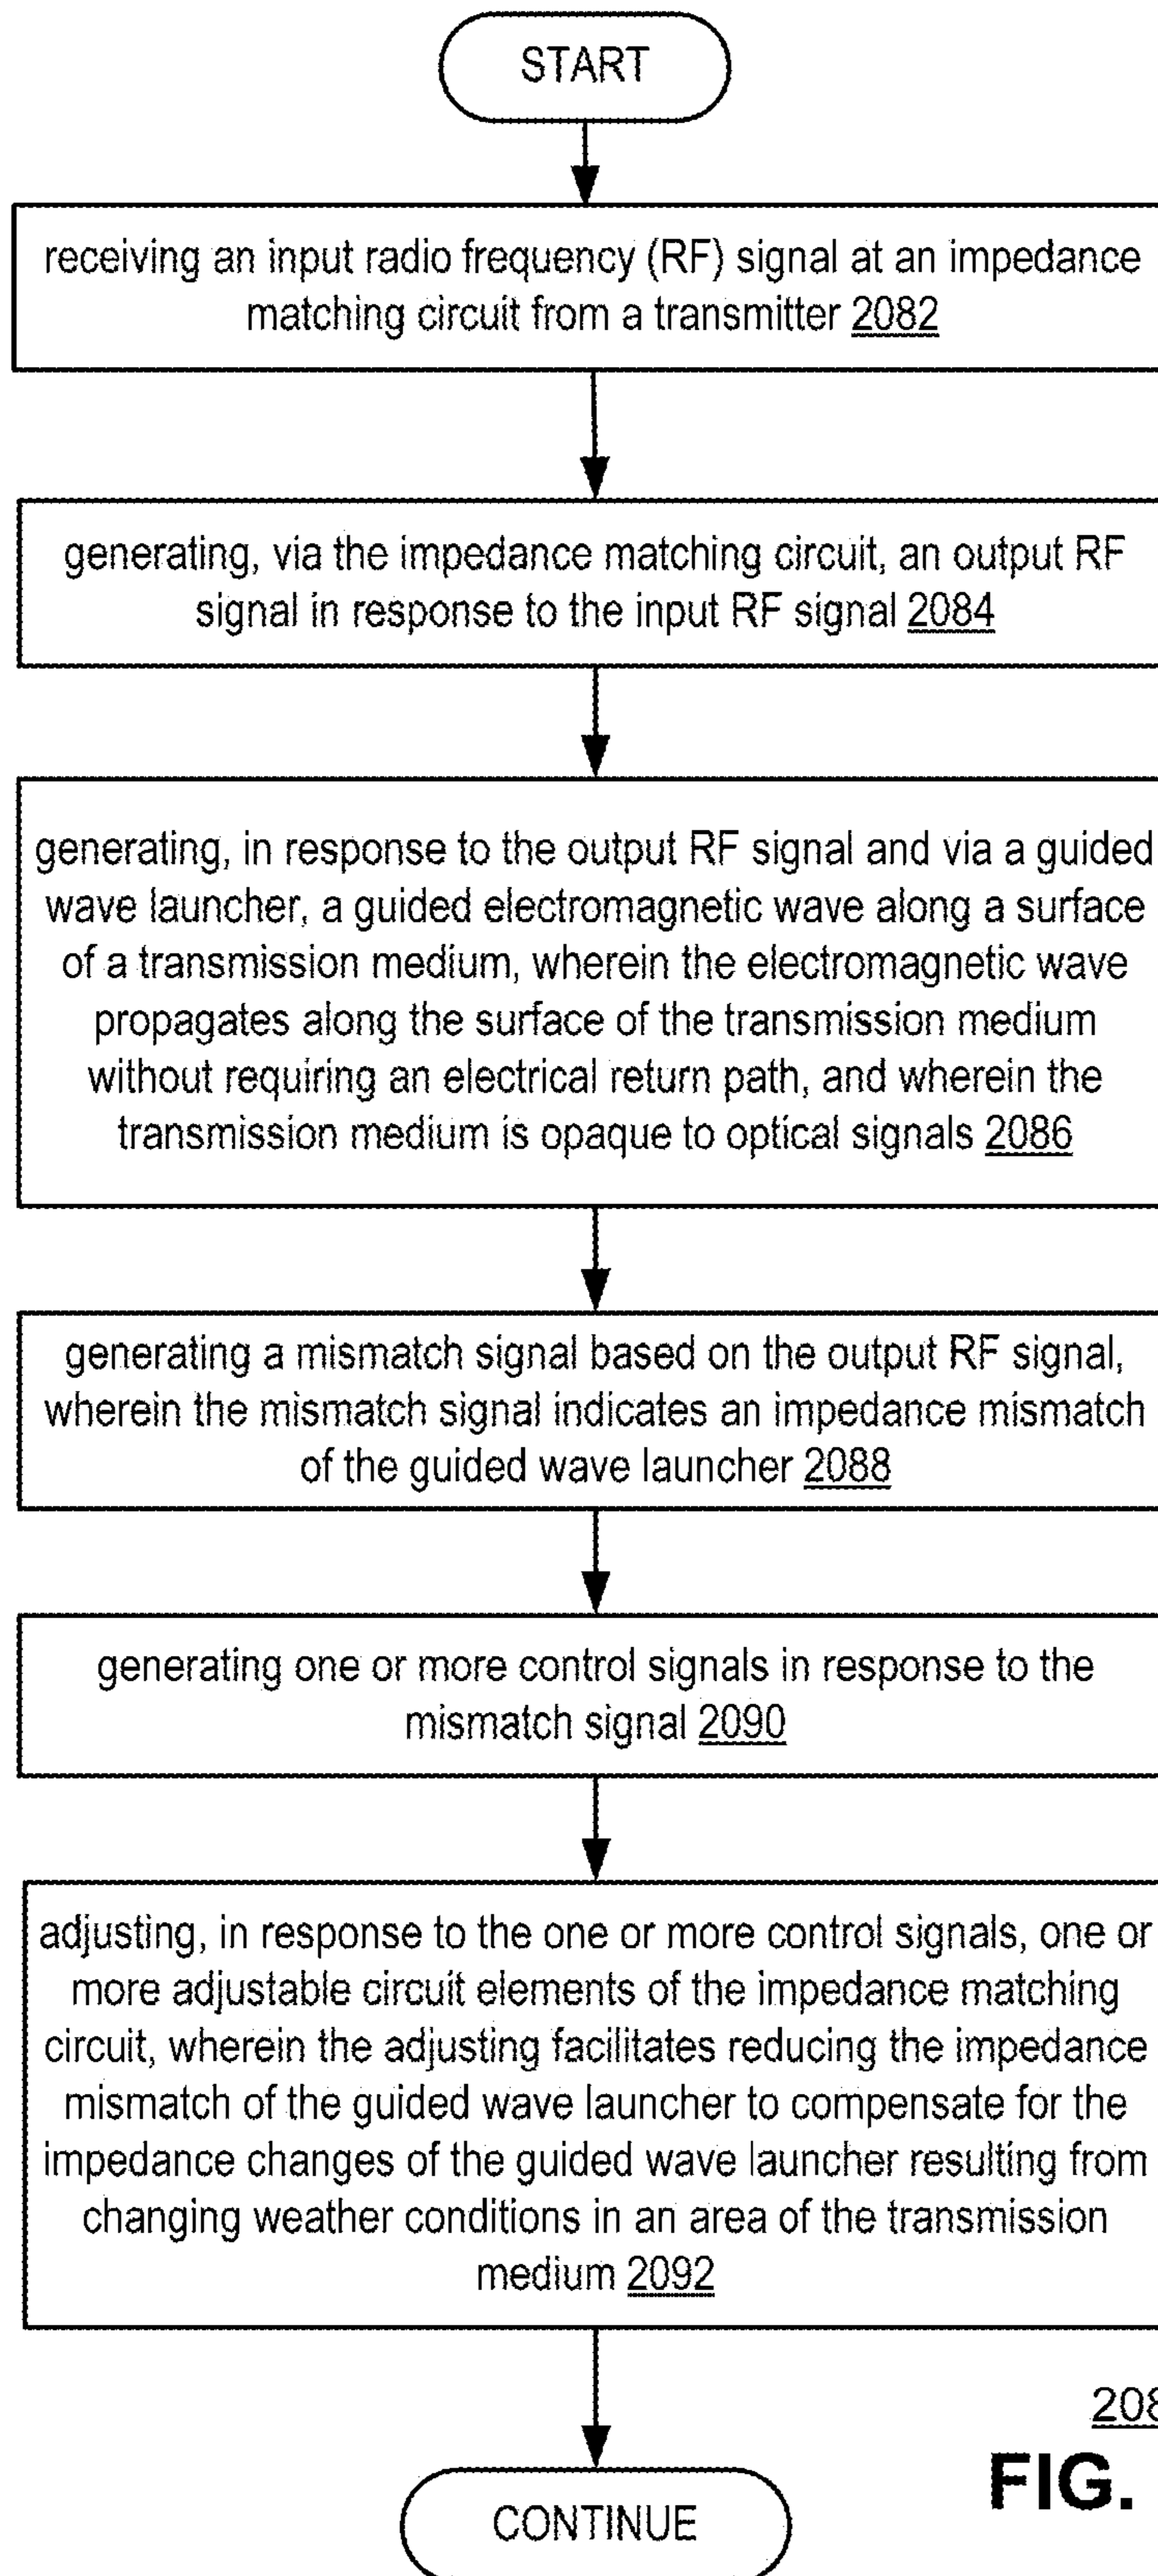 START
receiving an input radio frequency (RF) signal at an impedance
matching circuit from a transmitter 2082
generating, via the impedance matching circuit, an output RF
signal in response to the input RF signal 2084
generating, in response to the output RF signal and via a guided
wave launcher, a guided electromagnetic wave along a surface
of a transmission medium, wherein the electromagnetic wave
propagates along the surface of the transmission medium
without requiring an electrical return path, and wherein the
transmission medium is opaque to optical signals 2086
generating a mismatch signal based on the output RF signal,
wherein the mismatch signal indicates an impedance mismatch
of the guided wave launcher 2088
generating one or more control signals in response to the
mismatch signal 2090
adjusting, in response to the one or more control signals, one or
more adjustable circuit elements of the impedance matching
circuit, wherein the adjusting facilitates reducing the impedance
mismatch of the guided wave launcher to compensate for the
impedance changes of the guided wave launcher resulting from
changing weather conditions in an area of the transmission
medium 2092
208
FIG.
CONTINUE